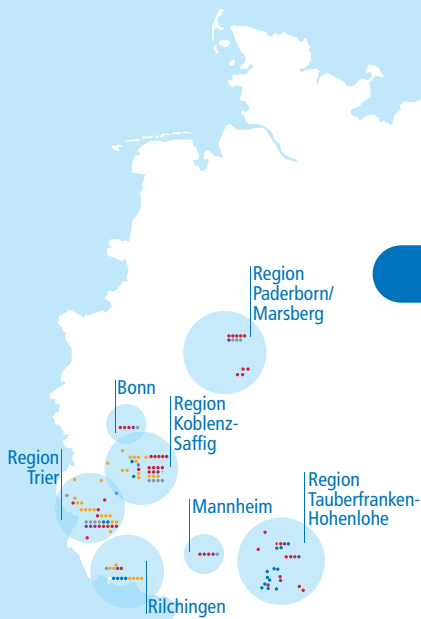 Region
Paderborn/
Marsberg
Bonn
Region
Koblenz-
Saffig
Region
Trier
Mannheim
Region
Tauberfranken-
Hohenlohe
Rilchingen